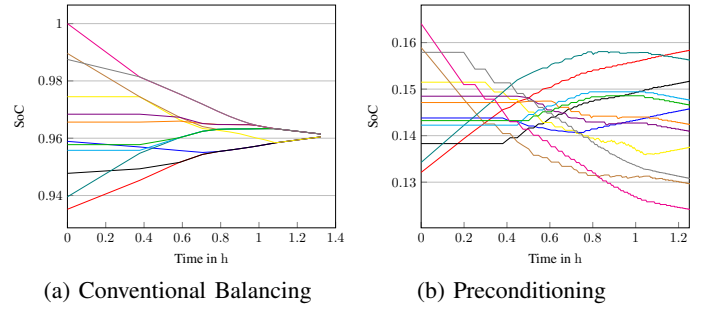 1
0.98
0.96
0.94
SoC
0 0.2 0.4 0.6 0.8 1 1.2 1.4
Time in h
(a) Conventional Balancing
0.16
0.15
0.14
0.13
SoC
0 0.2 0.4 0.6 0.8 1 1.2
Time in h
(b) Preconditioning